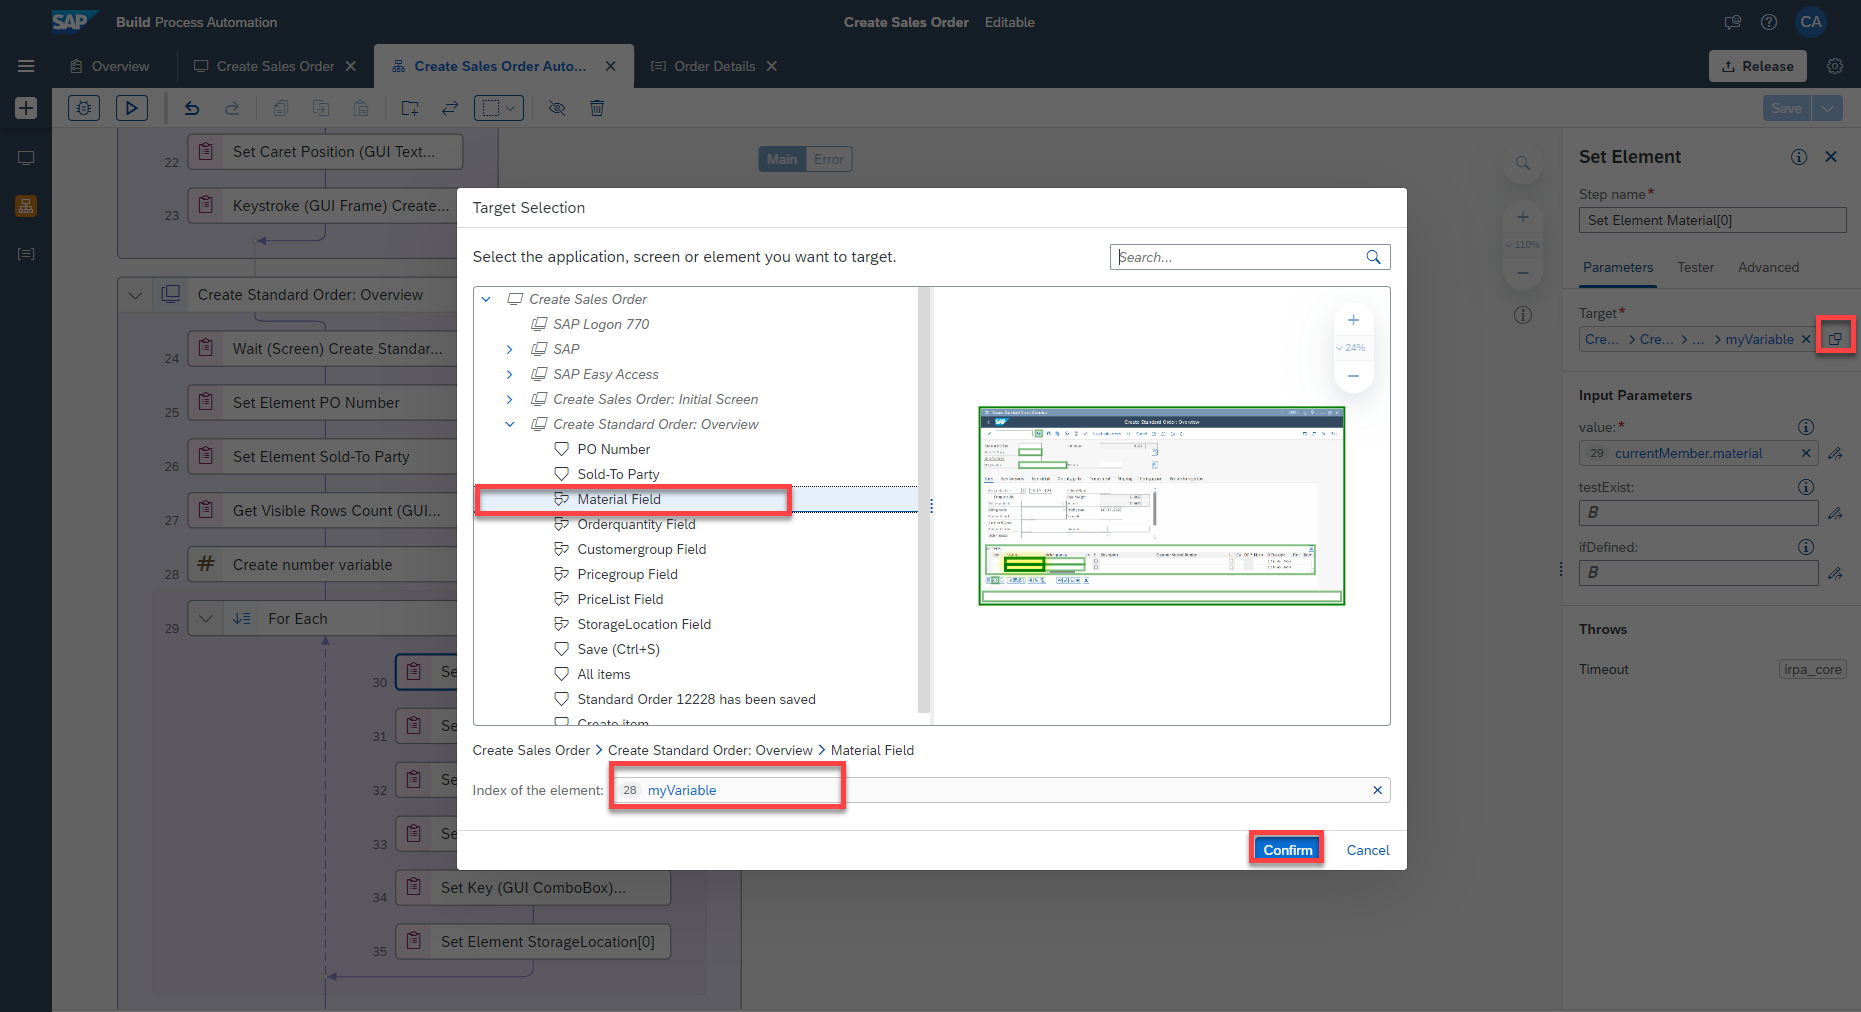 SAP Build Process Automation
Create Sales Order Editable
CA
Overview
Create Sales Order
Create Sales Order Auto...
Order Details
Release
Save
22 Set Caret Position (GUI Text...
23 Keystroke (GUI Frame) Create...
Create Standard Order: Overview
24 Wait (Screen) Create Standar...
25 Set Element PO Number
26 Set Element Sold-To Party
27 Get Visible Rows Count (GUI...
28 Create number variable
29 For Each
30 Se
31 Se
32 Se
33 Se
34 Set Key (GUI ComboBox)...
35 Set Element StorageLocation[0]
Main Error
110%
Target Selection
Select the application, screen or element you want to target.
Search...
Create Sales Order
SAP Logon 770
SAP
SAP Easy Access
Create Sales Order: Initial Screen
Create Standard Order: Overview
PO Number
Sold-To Party
Material Field
Orderquantity Field
Customergroup Field
Pricegroup Field
PriceList Field
StorageLocation Field
Save (Ctrl+S)
All items
Standard Order 12228 has been saved
Create item
24%
Create Standard Order: Overview
Create Sales Order > Create Standard Order: Overview > Material Field
Index of the element: 28 myVariable
Confirm
Cancel
Set Element
Step name*
Set Element Material[0]
Parameters Tester Advanced
Target*
Cre... > Cre... > ... > myVariable
Input Parameters
value:*
29 currentMember.material
testExist:
B
ifDefined:
B
Throws
Timeout irpa_core